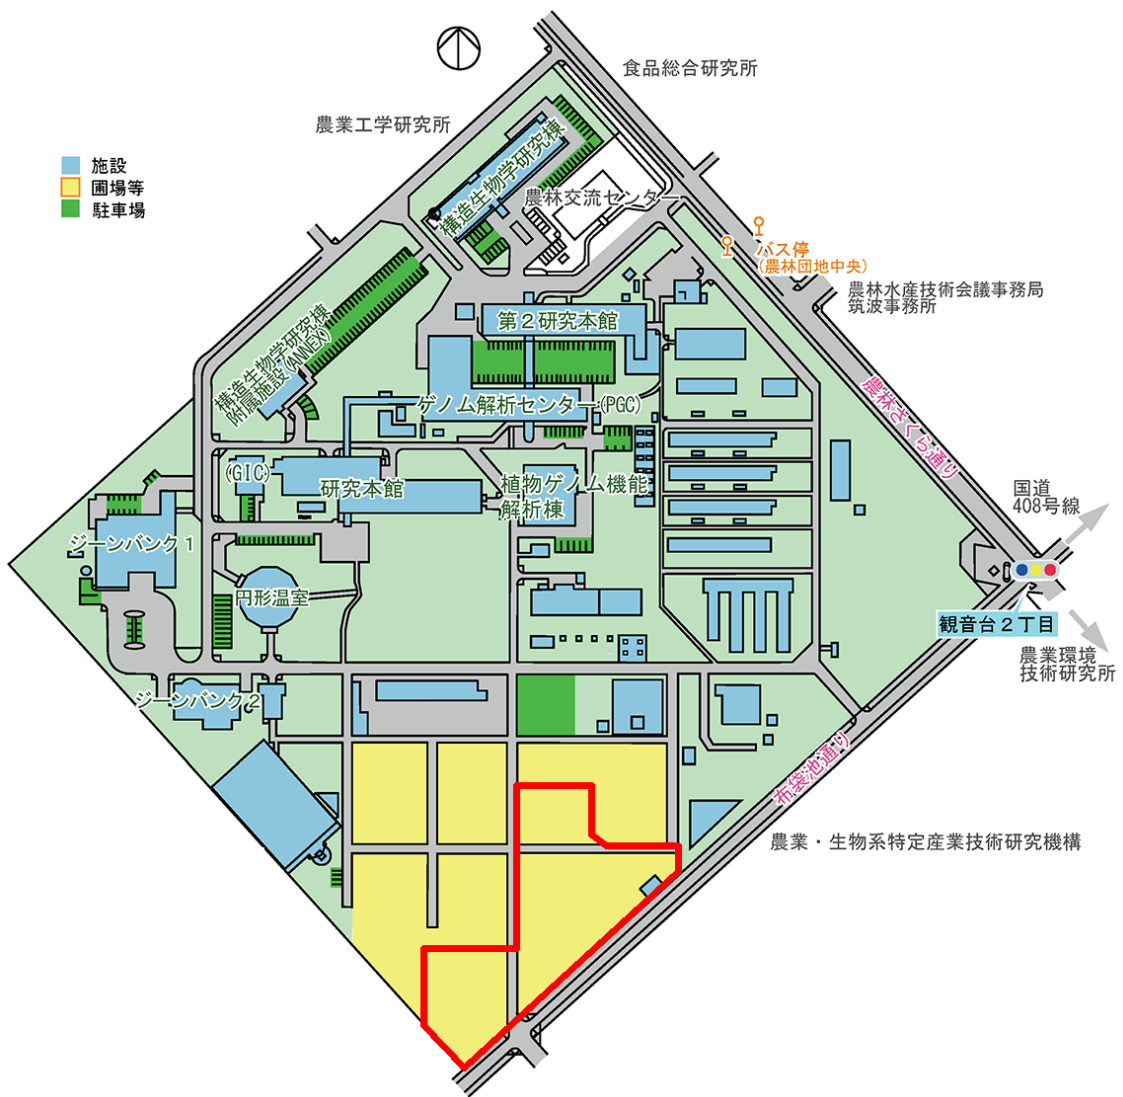 食品総合研究所
農業工学研究所
施設
圃場等
駐車場
構造生物学研究棟
農林交流センター
バス停
(農林団地中央)
農林水産技術会議事務局
筑波事務所
第2研究本館
構造生物学研究棟
附属施設(ANNEX)
農林さくら通り
ゲノム解析センター(PGC)
(GIC)
研究本館
植物ゲノム機能
解析棟
国道
408号線
ジーンバンク1
円形温室
観音台2丁目
農業環境
技術研究所
ジーンバンク2
布袋池通り
農業・生物系特定産業技術研究機構